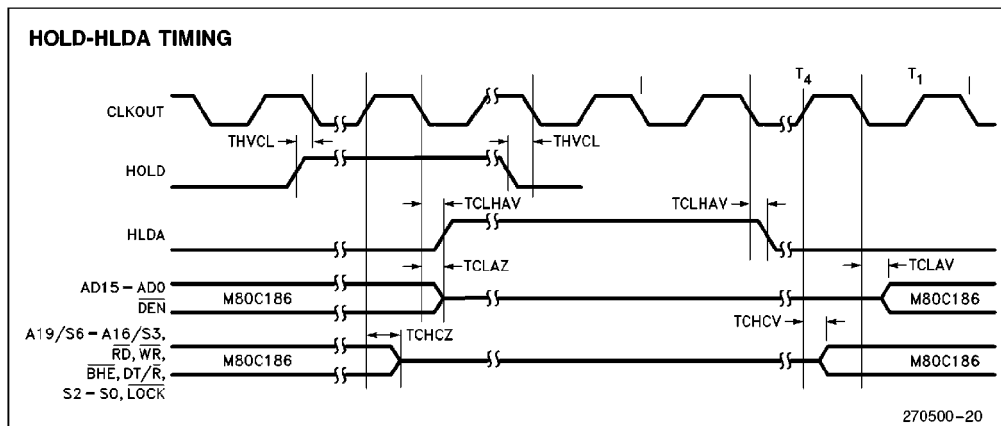 HOLD-HLDA TIMING
T4 T1
CLKOUT
THVCL THVCL
HOLD
TCLHAV TCLHAV
HLDA
TCLAZ TCLAV
AD15-AD0
DEN
M80C186 M80C186
TCHCZ TCHCV
A19/S6-A16/S3,
RD, WR,
BHE, DT/R,
S2-S0, LOCK
M80C186 M80C186
270500-20